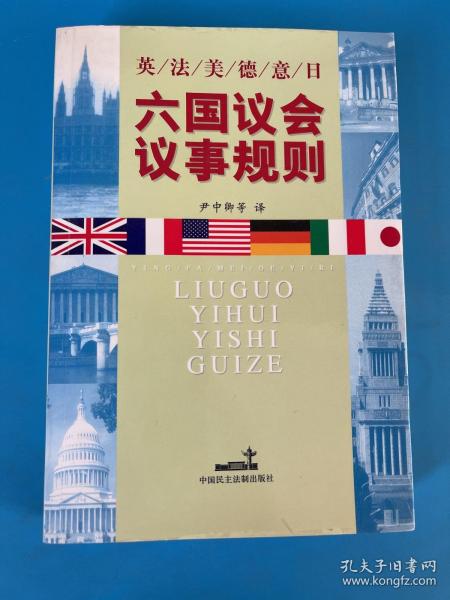 英/法/美/德/意/日
六国议会
议事规则
尹中卿等 译
YING/FA/MEI/DE/YI/RI
LIUGUO
YIHUI
YISHI
GUIZE
中国民主法制出版社
孔夫子旧书网
www.kongfz.com